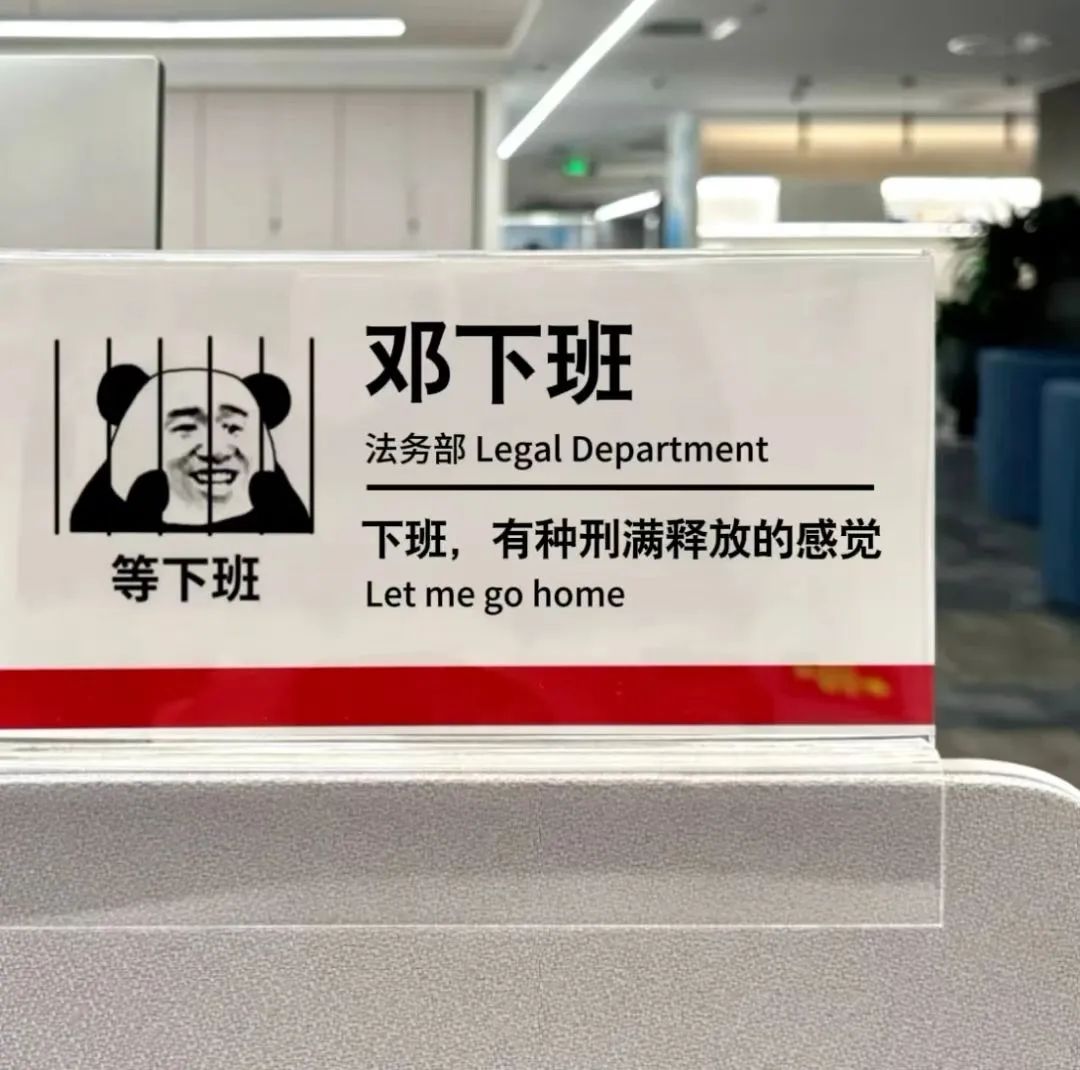 邓下班
法务部 Legal Department
下班，有种刑满释放的感觉
Let me go home
等下班